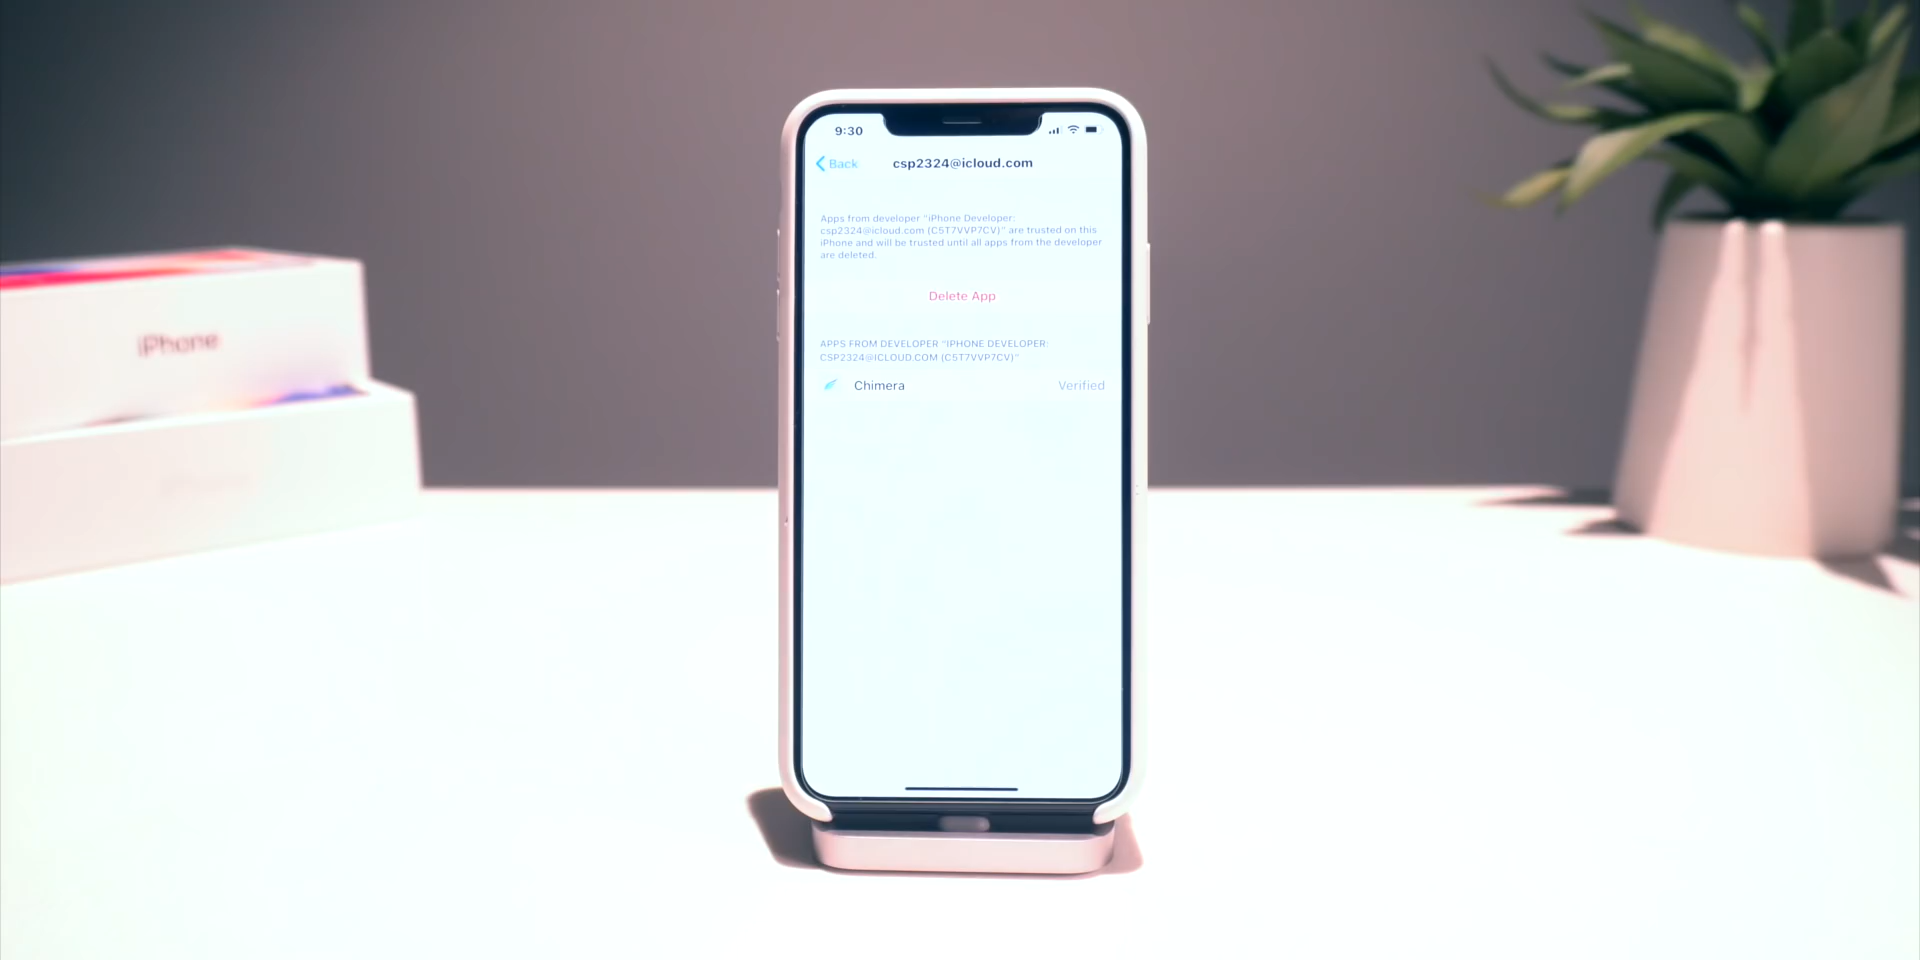 9:30
Back
csp2324@icloud.com
Apps from developer "iPhone Developer:
csp2324@icloud.com (C5T7VVP7CV)" are trusted on this
iPhone and will be trusted until all apps from the developer
are deleted.
Delete App
APPS FROM DEVELOPER "IPHONE DEVELOPER:
CSP2324@ICLOUD.COM (C5T7VVP7CV)"
Chimera Verified
iPhone